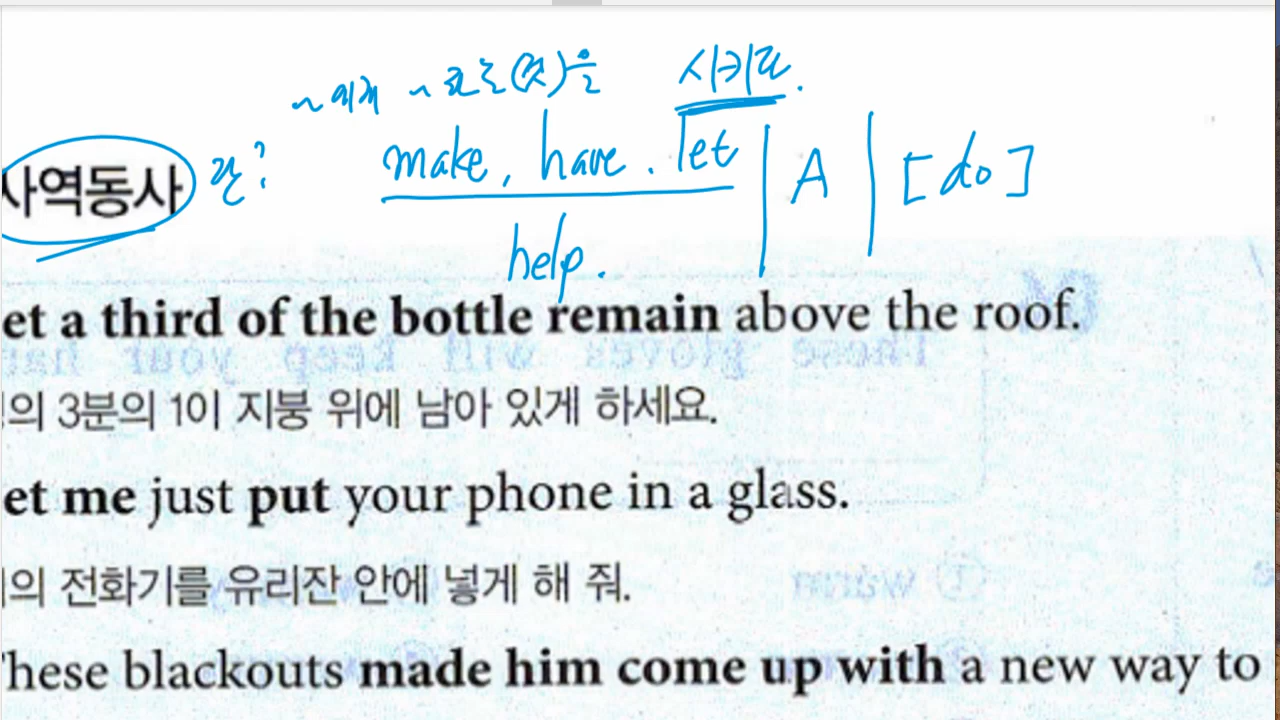 ~에게 ~하는(것)을 시키다.
사역동사 란? make, have. let | A | [do]
help.
et a third of the bottle remain above the roof.
의 3분의 1이 지붕 위에 남아 있게 하세요.
et me just put your phone in a glass.
의 전화기를 유리잔 안에 넣게 해 줘.
These blackouts made him come up with a new way to